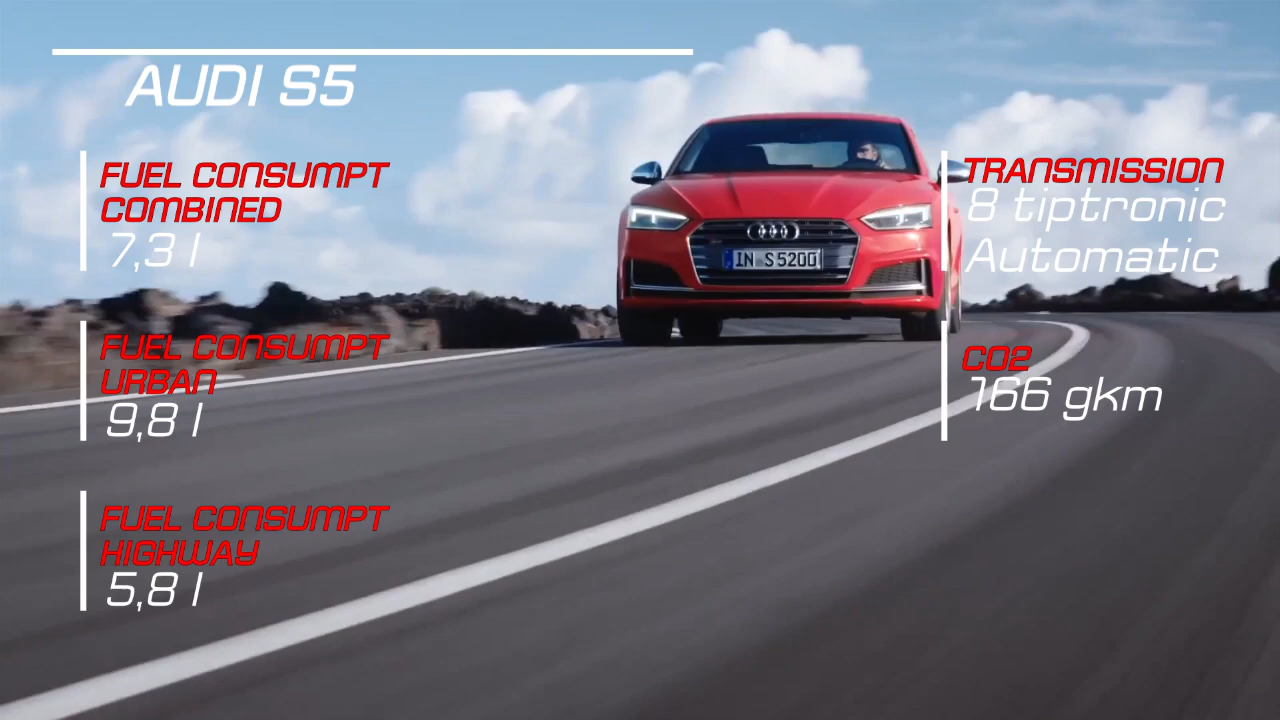 AUDI S5
FUEL CONSUMPT
COMBINED
7,3 l
FUEL CONSUMPT
URBAN
9,8 l
FUEL CONSUMPT
HIGHWAY
5,8 l
TRANSMISSION
8 tiptronic
Automatic
CO2
166 gkm
IN S 5200